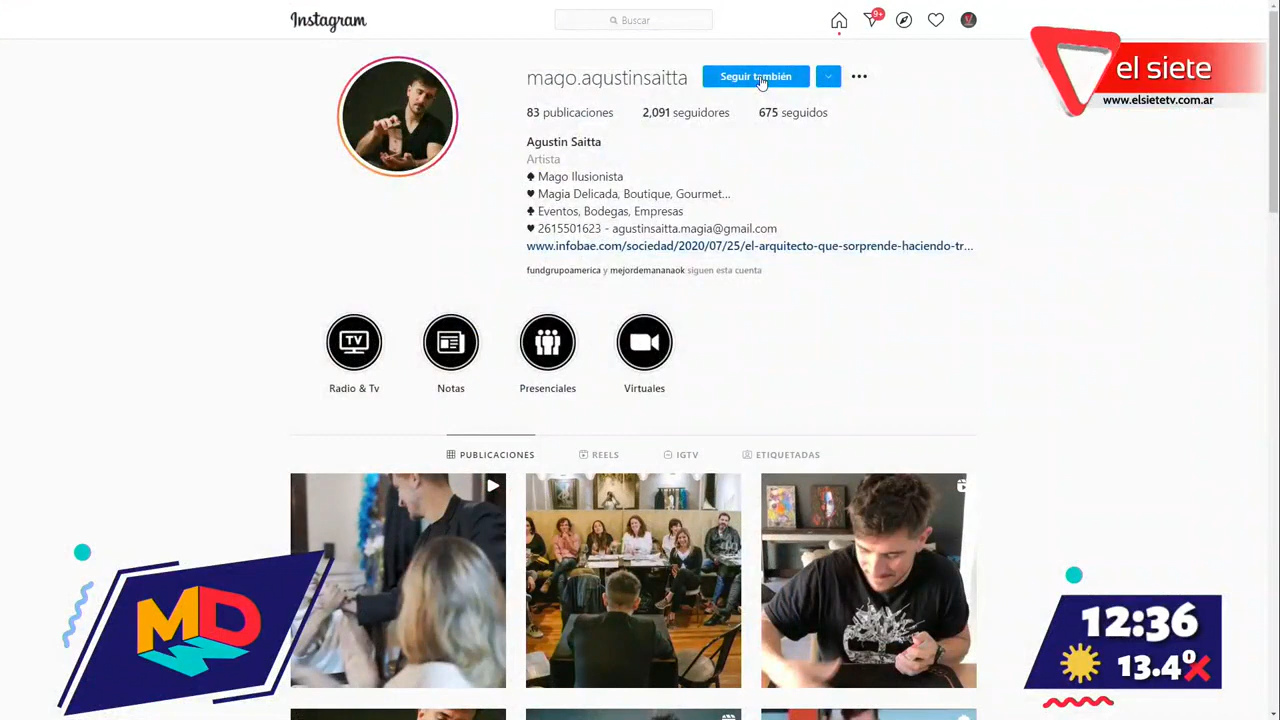 Instagram
Buscar
9+
el siete
www.elsietetv.com.ar
mago.agustinsaitta
Seguir también
83 publicaciones 2,091 seguidores 675 seguidos
Agustin Saitta
Artista
♠ Mago Ilusionista
♥ Magia Delicada, Boutique, Gourmet...
♣ Eventos, Bodegas, Empresas
♥ 2615501623 - agustinsaitta.magia@gmail.com
www.infobae.com/sociedad/2020/07/25/el-arquitecto-que-sorprende-haciendo-tr...
fundgrupoamerica y mejordemananaok siguen esta cuenta
TV
Radio & Tv
Notas
Presenciales
Virtuales
PUBLICACIONES
REELS
IGTV
ETIQUETADAS
MD
12:36
13.4º